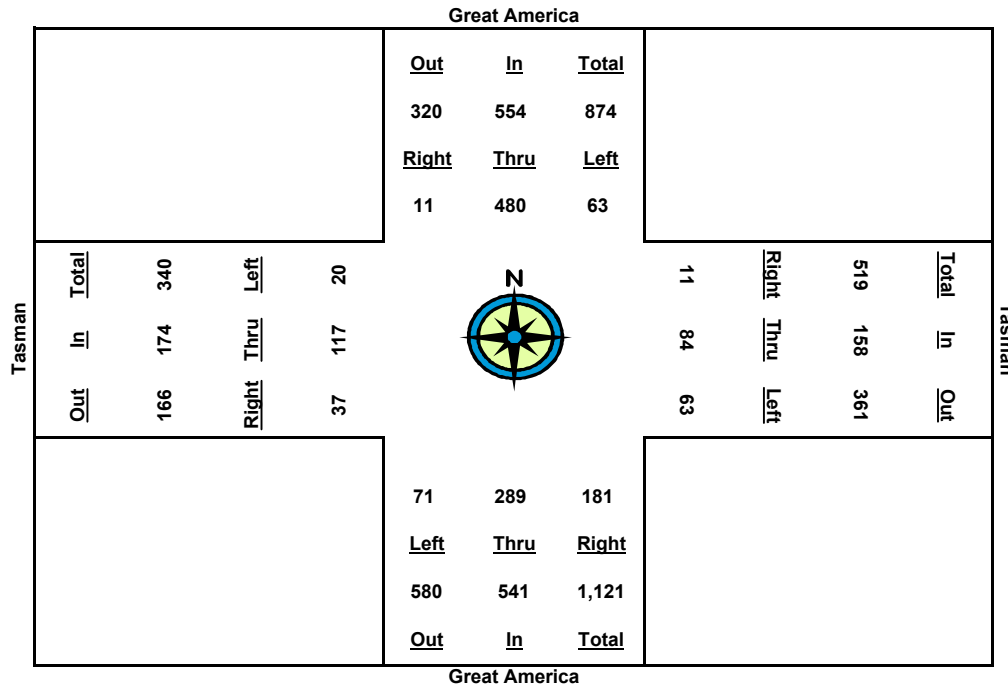 Great America
Out In Total
320 554 874
Right Thru Left
11 480 63
Tasman
Total 340 Left 20
In 174 Thru 117
Out 166 Right 37
N
11 Right 519 Total
84 Thru 158 In
63 Left 361 Out
Tasman
71 289 181
Left Thru Right
580 541 1,121
Out In Total
Great America